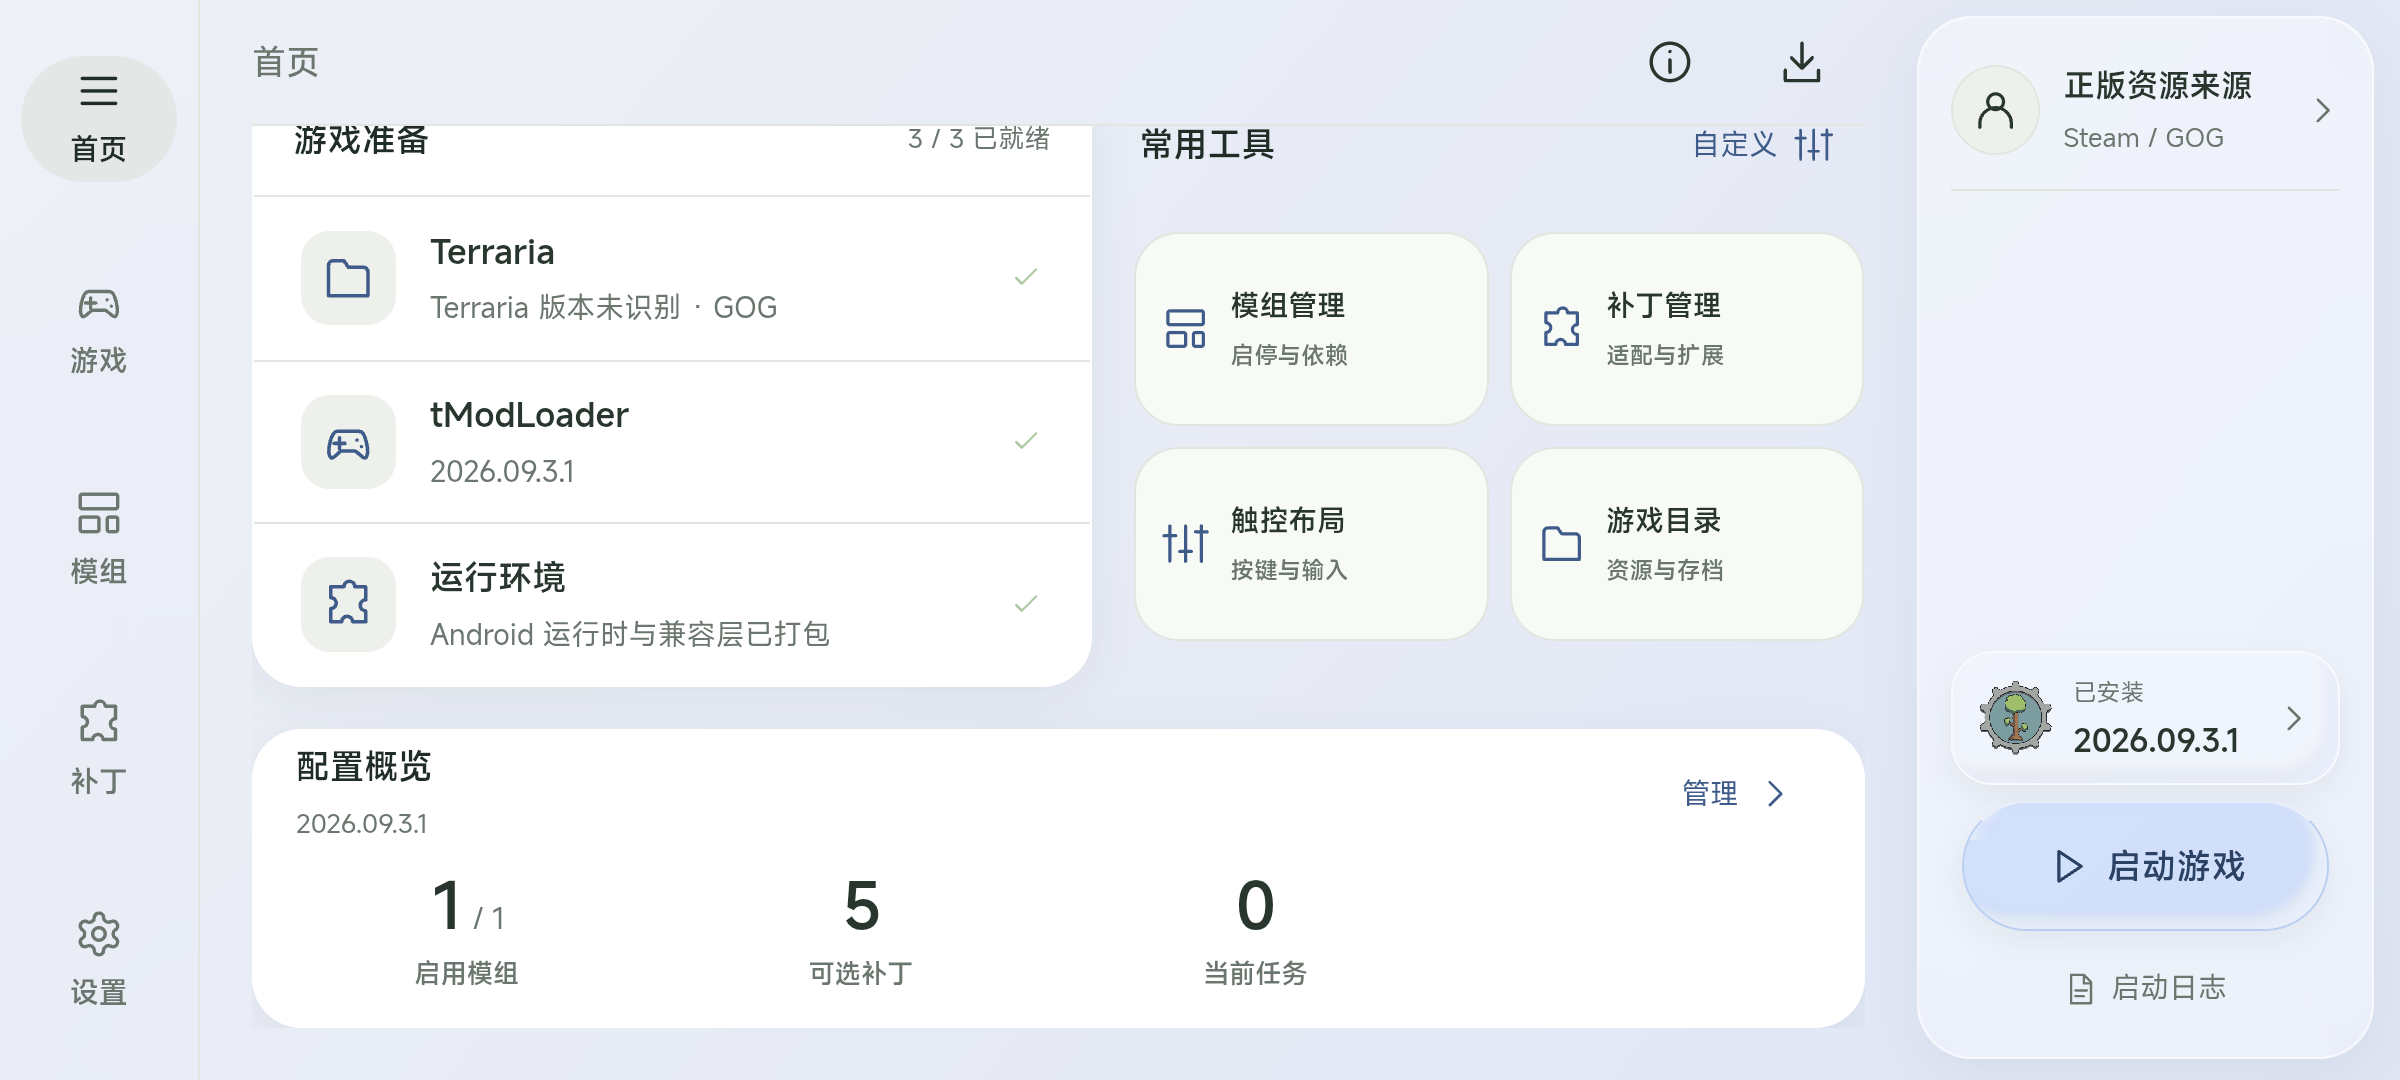 首页
游戏
模组
补丁
设置
首页
游戏准备
3 / 3 已就绪
Terraria
Terraria 版本未识别 · GOG
tModLoader
2026.09.3.1
运行环境
Android 运行时与兼容层已打包
常用工具
自定义
模组管理
启停与依赖
补丁管理
适配与扩展
触控布局
按键与输入
游戏目录
资源与存档
配置概览
2026.09.3.1
管理
1 / 1
启用模组
5
可选补丁
0
当前任务
正版资源来源
Steam / GOG
已安装
2026.09.3.1
启动游戏
启动日志